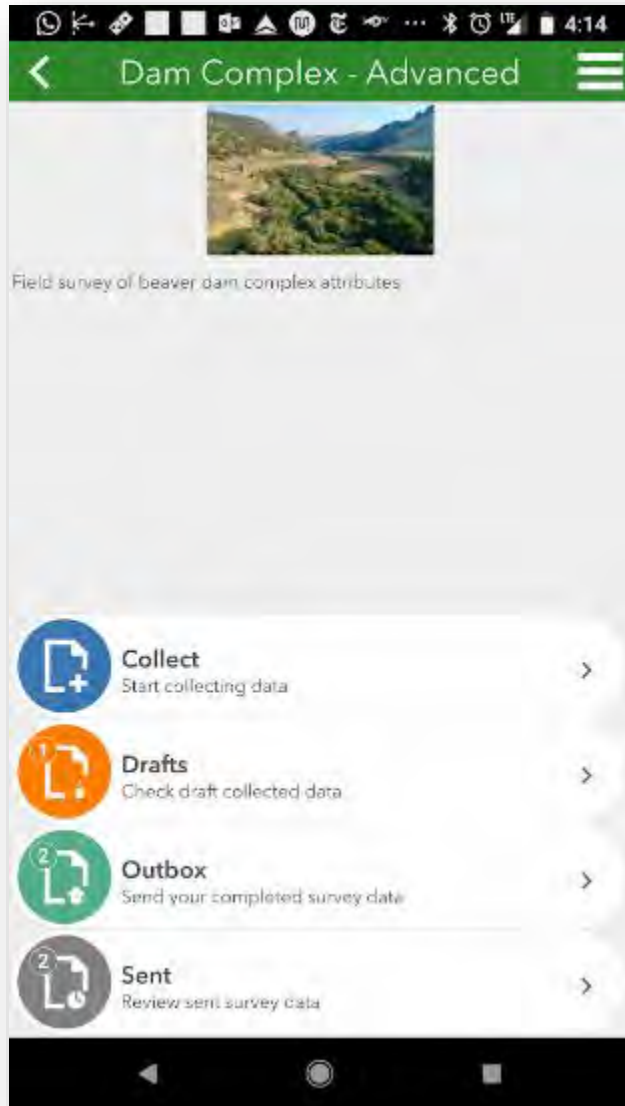 LTE 4:14
Dam Complex - Advanced
Field survey of beaver dam complex attributes
Collect
Start collecting data
1
Drafts
Check draft collected data
2
Outbox
Send your completed survey data
2
Sent
Review sent survey data